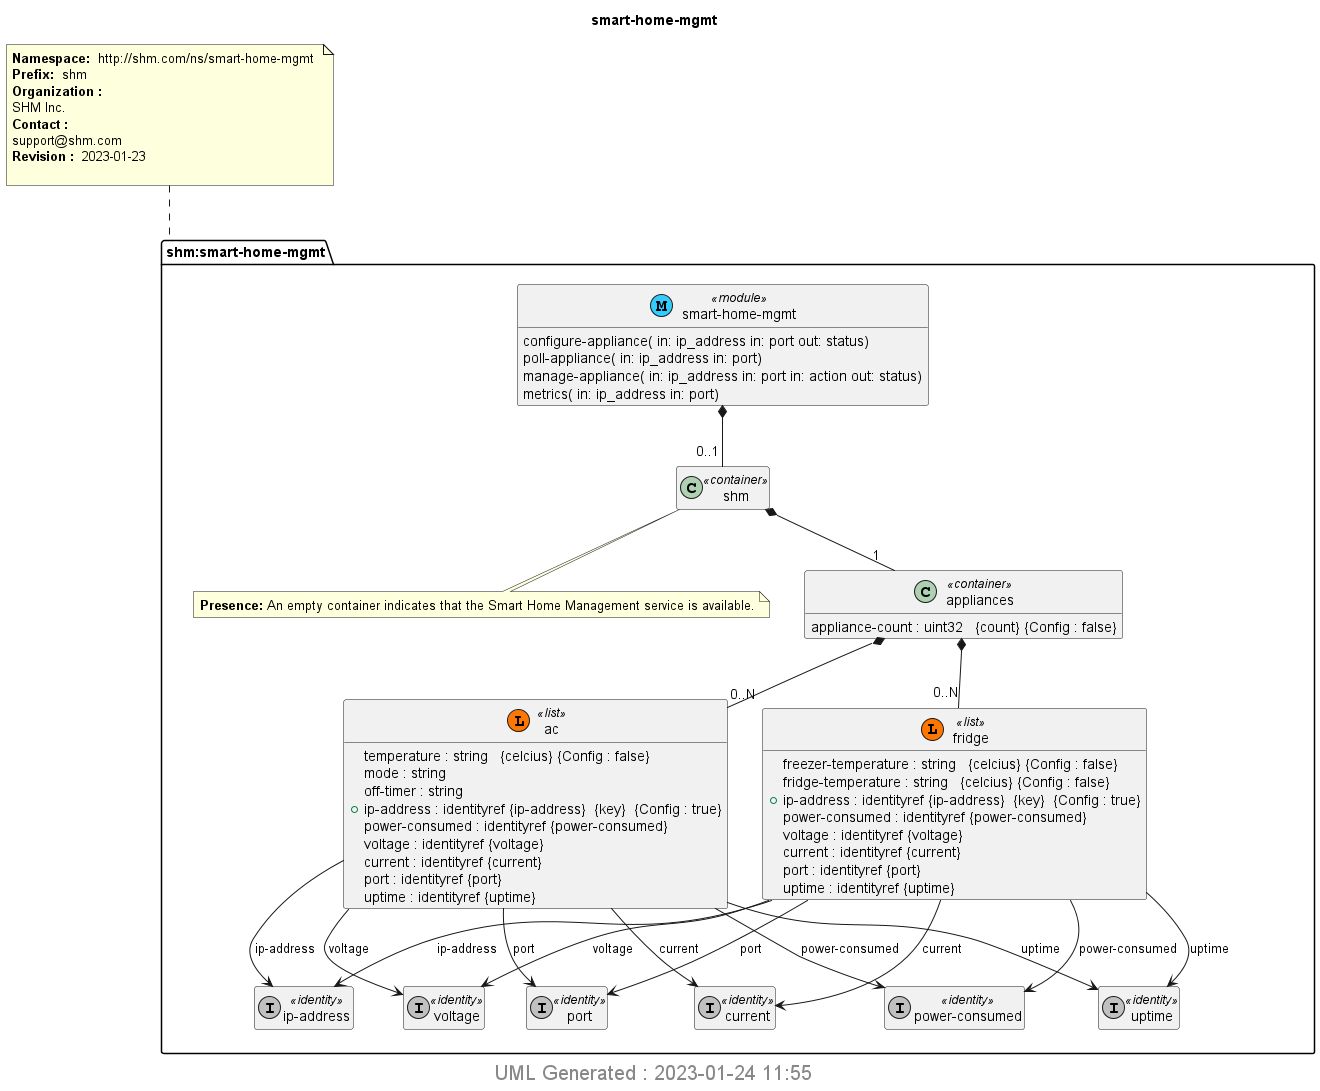 smart-home-mgmt
Namespace: http://shm.com/ns/smart-home-mgmt
Prefix: shm
Organization :
SHM Inc.
Contact :
support@shm.com
Revision : 2023-01-23
shm:smart-home-mgmt
M «module»
smart-home-mgmt
configure-appliance( in: ip_address in: port out: status)
poll-appliance( in: ip_address in: port)
manage-appliance( in: ip_address in: port in: action out: status)
metrics( in: ip_address in: port)
0..1
C «container»
shm
1
Presence: An empty container indicates that the Smart Home Management service is available.
C «container»
appliances
appliance-count : uint32 {count} {Config : false}
0..N
0..N
L «list»
ac
temperature : string {celcius} {Config : false}
mode : string
off-timer : string
ip-address : identityref {ip-address} {key} {Config : true}
power-consumed : identityref {power-consumed}
voltage : identityref {voltage}
current : identityref {current}
port : identityref {port}
uptime : identityref {uptime}
L «list»
fridge
freezer-temperature : string {celcius} {Config : false}
fridge-temperature : string {celcius} {Config : false}
ip-address : identityref {ip-address} {key} {Config : true}
power-consumed : identityref {power-consumed}
voltage : identityref {voltage}
current : identityref {current}
port : identityref {port}
uptime : identityref {uptime}
ip-address
voltage
ip-address
port
voltage
current
port
power-consumed
current
uptime
power-consumed
uptime
I «identity»
ip-address
I «identity»
voltage
I «identity»
port
I «identity»
current
I «identity»
power-consumed
I «identity»
uptime
UML Generated : 2023-01-24 11:55